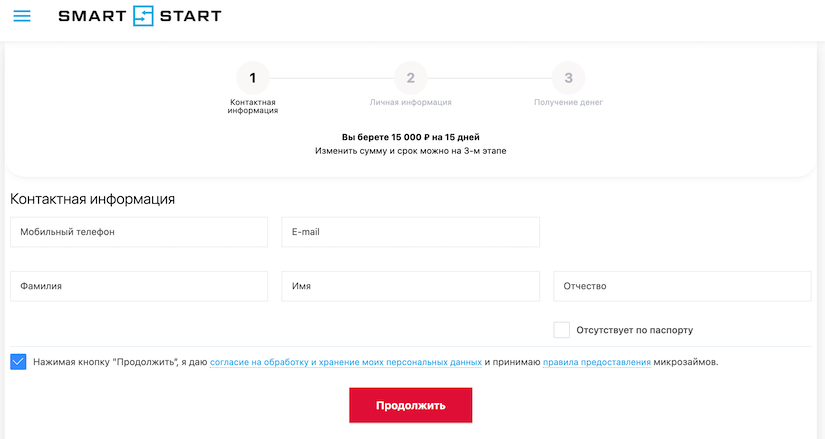 SMART START
1
2
3
Контактная
информация
Личная информация
Получение денег
Вы берете 15 000 ₽ на 15 дней
Изменить сумму и срок можно на 3-м этапе
Контактная информация
Мобильный телефон
E-mail
Фамилия
Имя
Отчество
Отсутствует по паспорту
Нажимая кнопку "Продолжить", я даю согласие на обработку и хранение моих персональных данных и принимаю правила предоставления микрозаймов.
Продолжить